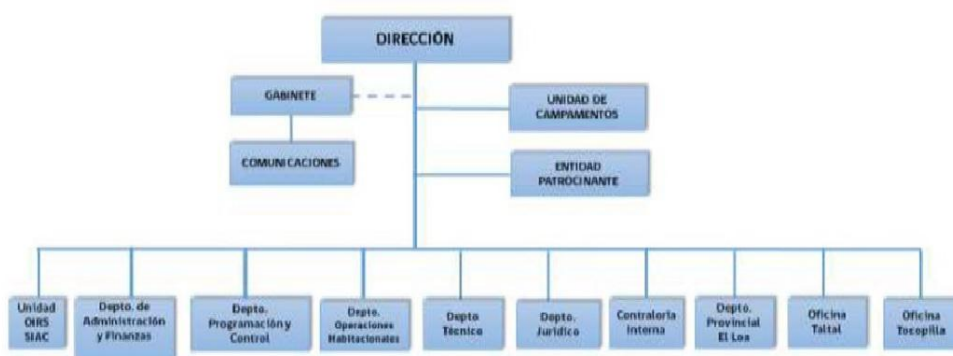 DIRECCIÓN
GABINETE
UNIDAD DE
CAMPAMENTOS
COMUNICACIONES
ENTIDAD
PATROCINANTE
Unidad
OIRS
SIAC
Depto. de
Administración
y Finanzas
Depto.
Programación y
Control
Depto.
Operaciones
Habitacionales
Depto
Técnico
Depto.
Jurídico
Contraloría
Interna
Depto.
Provincial
El Loa
Oficina
Taltal
Oficina
Tocopilla